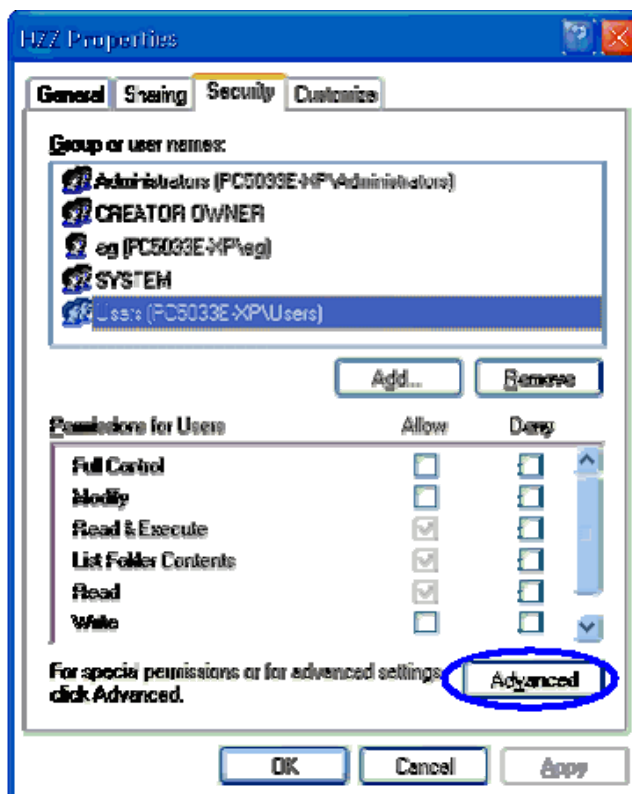 HZZ Properties
General Sharing Security Customize
Group or user names:
Administrators (PC5033E-XP\Administrators)
CREATOR OWNER
eg (PC5033E-XP\eg)
SYSTEM
Users (PC5033E-XP\Users)
Add... Remove
Permissions for Users Allow Deny
Full Control
Modify
Read & Execute
List Folder Contents
Read
Write
For special permissions or for advanced settings,
click Advanced.
Advanced
OK Cancel Apply